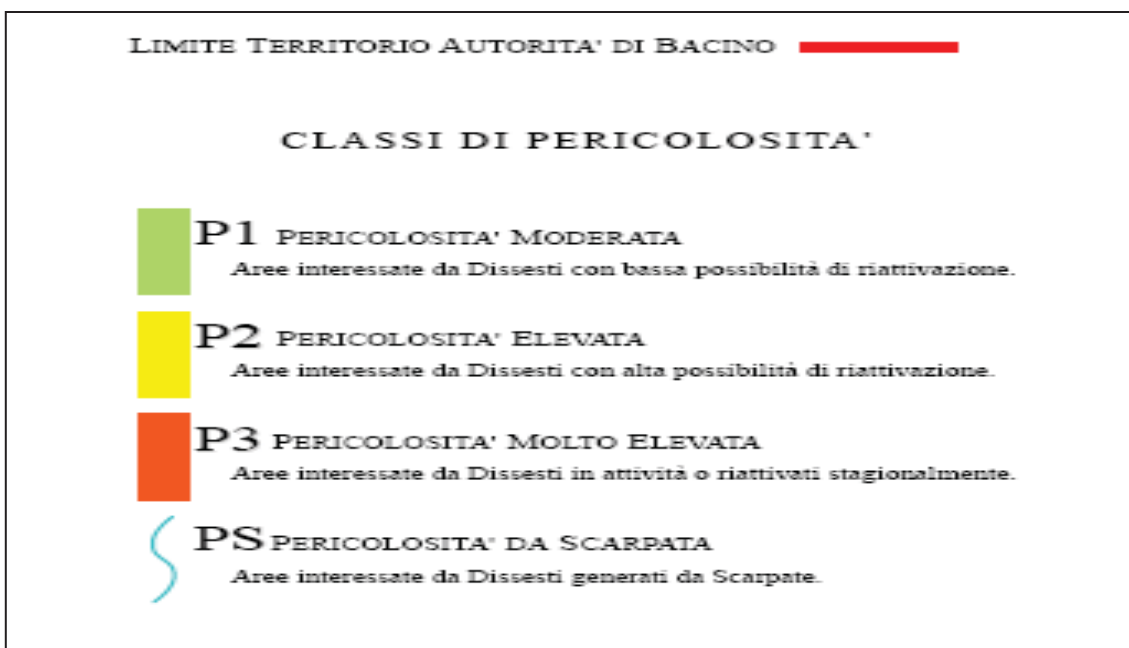 LIMITE TERRITORIO AUTORITA' DI BACINO
CLASSI DI PERICOLOSITA'
P1 PERICOLOSITA' MODERATA
Aree interessate da Dissesti con bassa possibilità di riattivazione.
P2 PERICOLOSITA' ELEVATA
Aree interessate da Dissesti con alta possibilità di riattivazione.
P3 PERICOLOSITA' MOLTO ELEVATA
Aree interessate da Dissesti in attività o riattivati stagionalmente.
PS PERICOLOSITA' DA SCARPATA
Aree interessate da Dissesti generati da Scarpate.